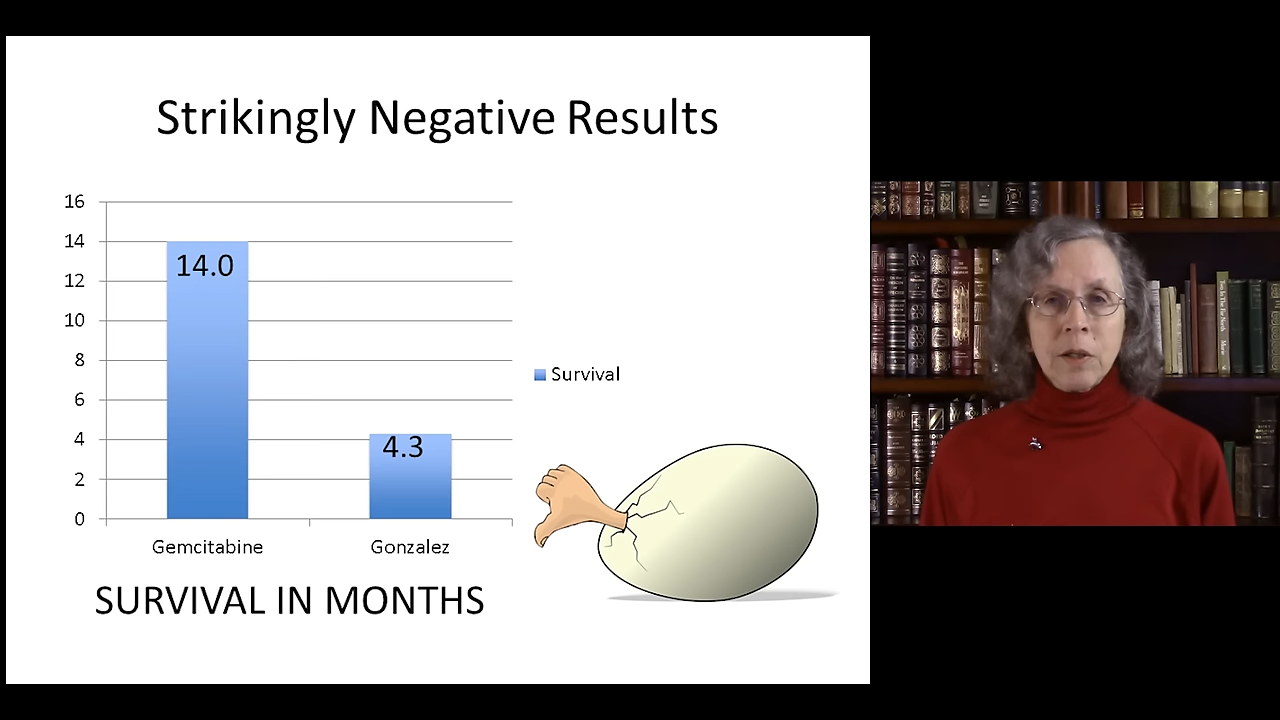 Strikingly Negative Results
16
14
12
10
8
6
4
2
0
14.0
4.3
Survival
Gemcitabine
Gonzalez
SURVIVAL IN MONTHS